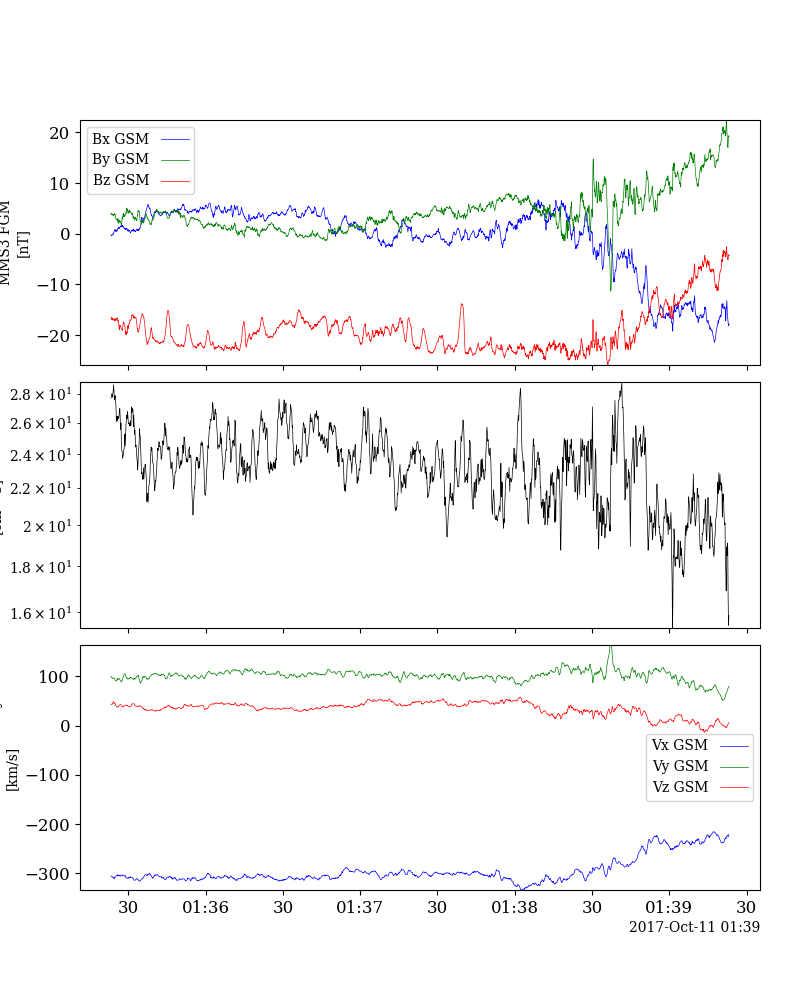 20
Bx GSM
By GSM
10
Bz GSM
0
MMS3 FGM
[nT]
−10
−20
2.8 × 10¹
2.6 × 10¹
2.4 × 10¹
2.2 × 10¹
2 × 10¹
1.8 × 10¹
1.6 × 10¹
100
0
Vx GSM
Vy GSM
Vz GSM
[km/s]
−100
−200
−300
30 01:36 30 01:37 30 01:38 30 01:39 30
2017-Oct-11 01:39